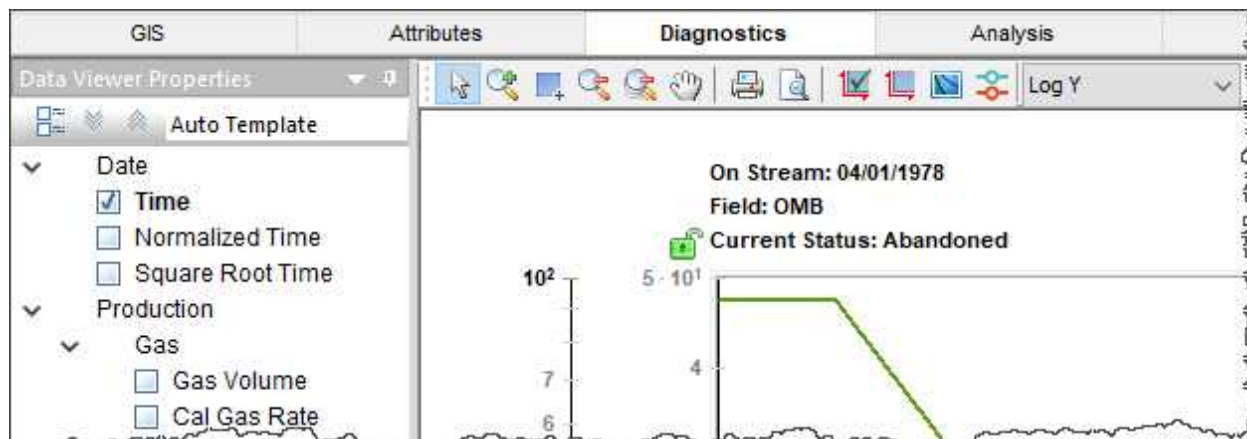 GIS Attributes Diagnostics Analysis
Data Viewer Properties
Log Y
Auto Template
Date
Time
Normalized Time
Square Root Time
Production
Gas
Gas Volume
Cal Gas Rate
On Stream: 04/01/1978
Field: OMB
Current Status: Abandoned
10² 5 · 10¹
4
7
6